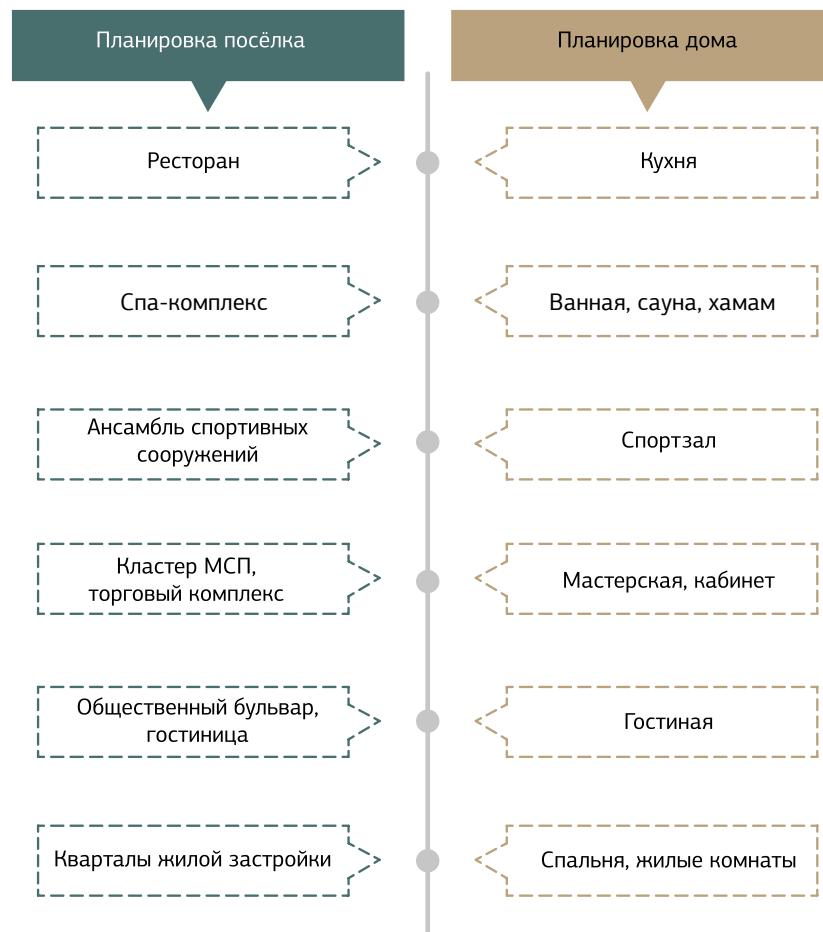 Планировка посёлка
Планировка дома
Ресторан
Кухня
Спа-комплекс
Ванная, сауна, хамам
Ансамбль спортивных
сооружений
Спортзал
Кластер МСП,
торговый комплекс
Мастерская, кабинет
Общественный бульвар,
гостиница
Гостиная
Кварталы жилой застройки
Спальня, жилые комнаты